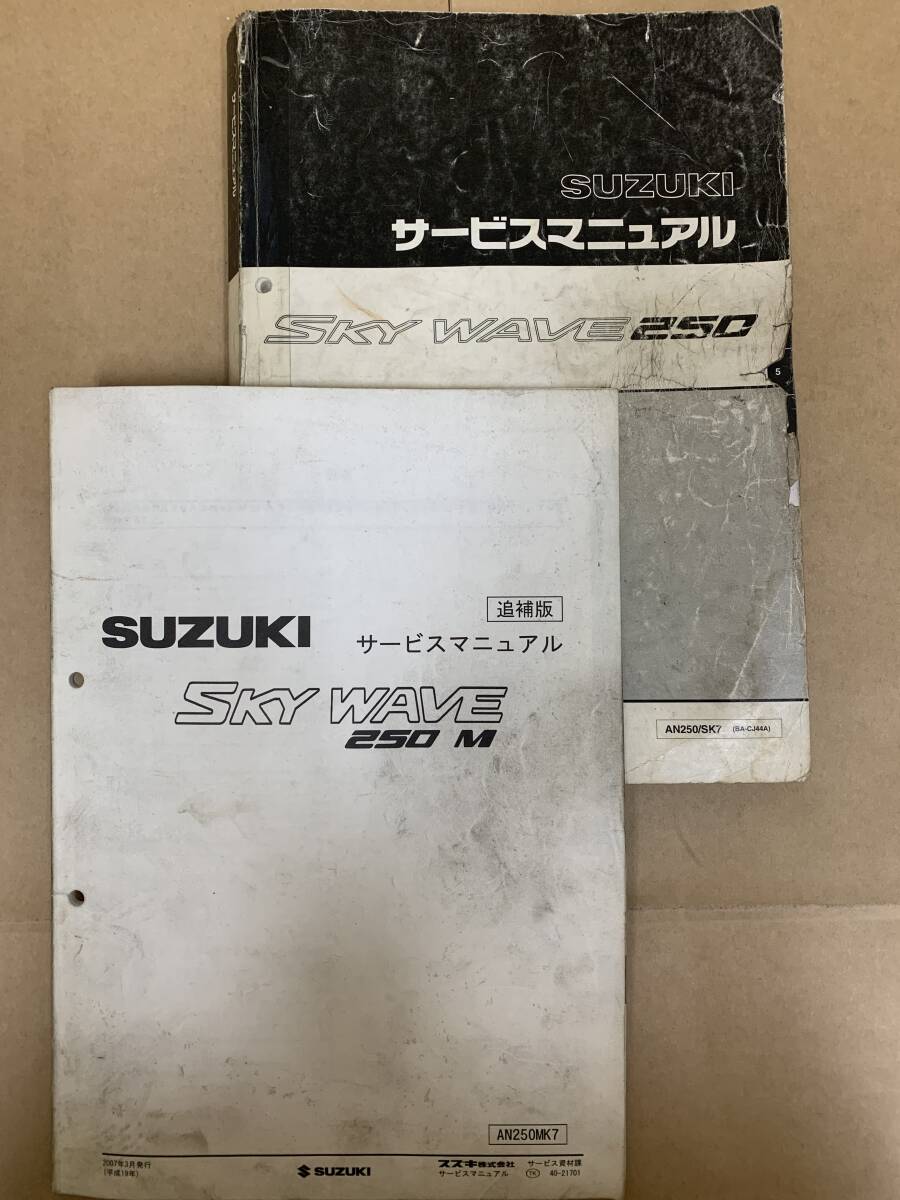 SUZUKI
サービスマニュアル
SKY WAVE 250
5
AN250/SK7 (BA-CJ44A)
追補版
SUZUKI
サービスマニュアル
SKY WAVE
250 M
AN250MK7
2007年3月発行
(平成19年)
SUZUKI
スズキ株式会社 サービス資材課
サービスマニュアル TK 40-21701